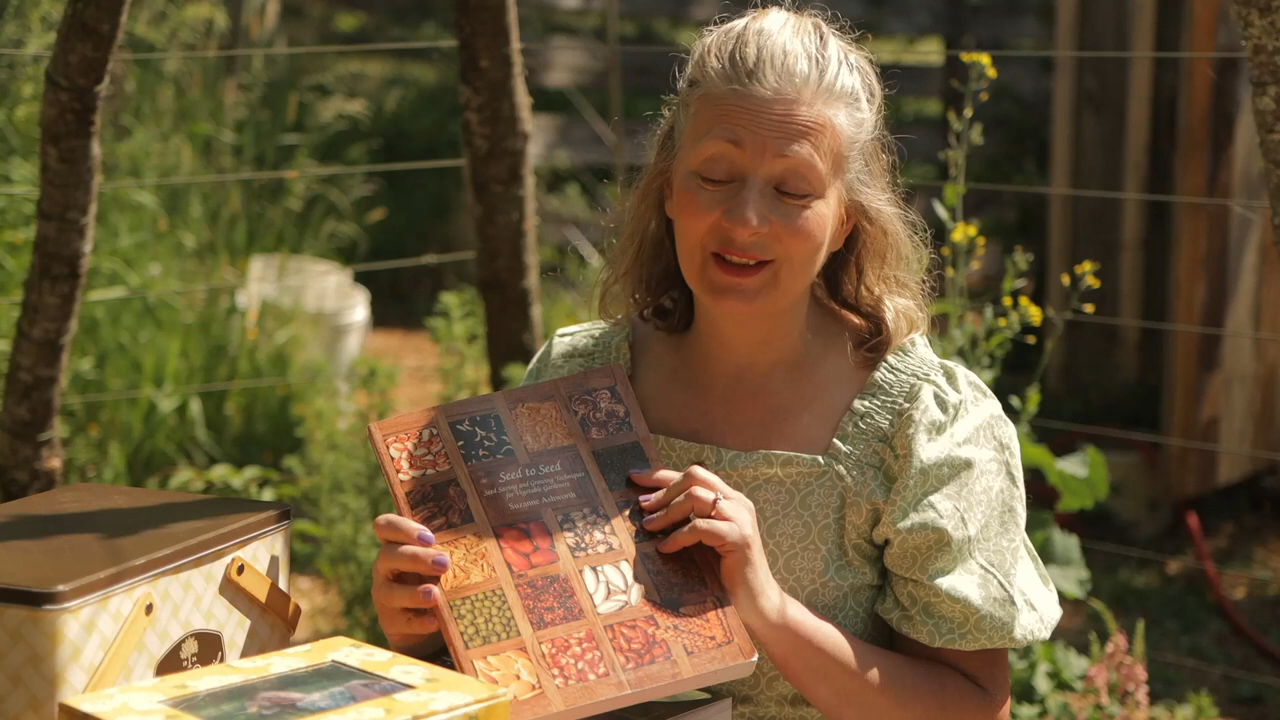 Seed to Seed
Seed Saving and Growing Techniques
for Vegetable Gardeners
Suzanne Ashworth